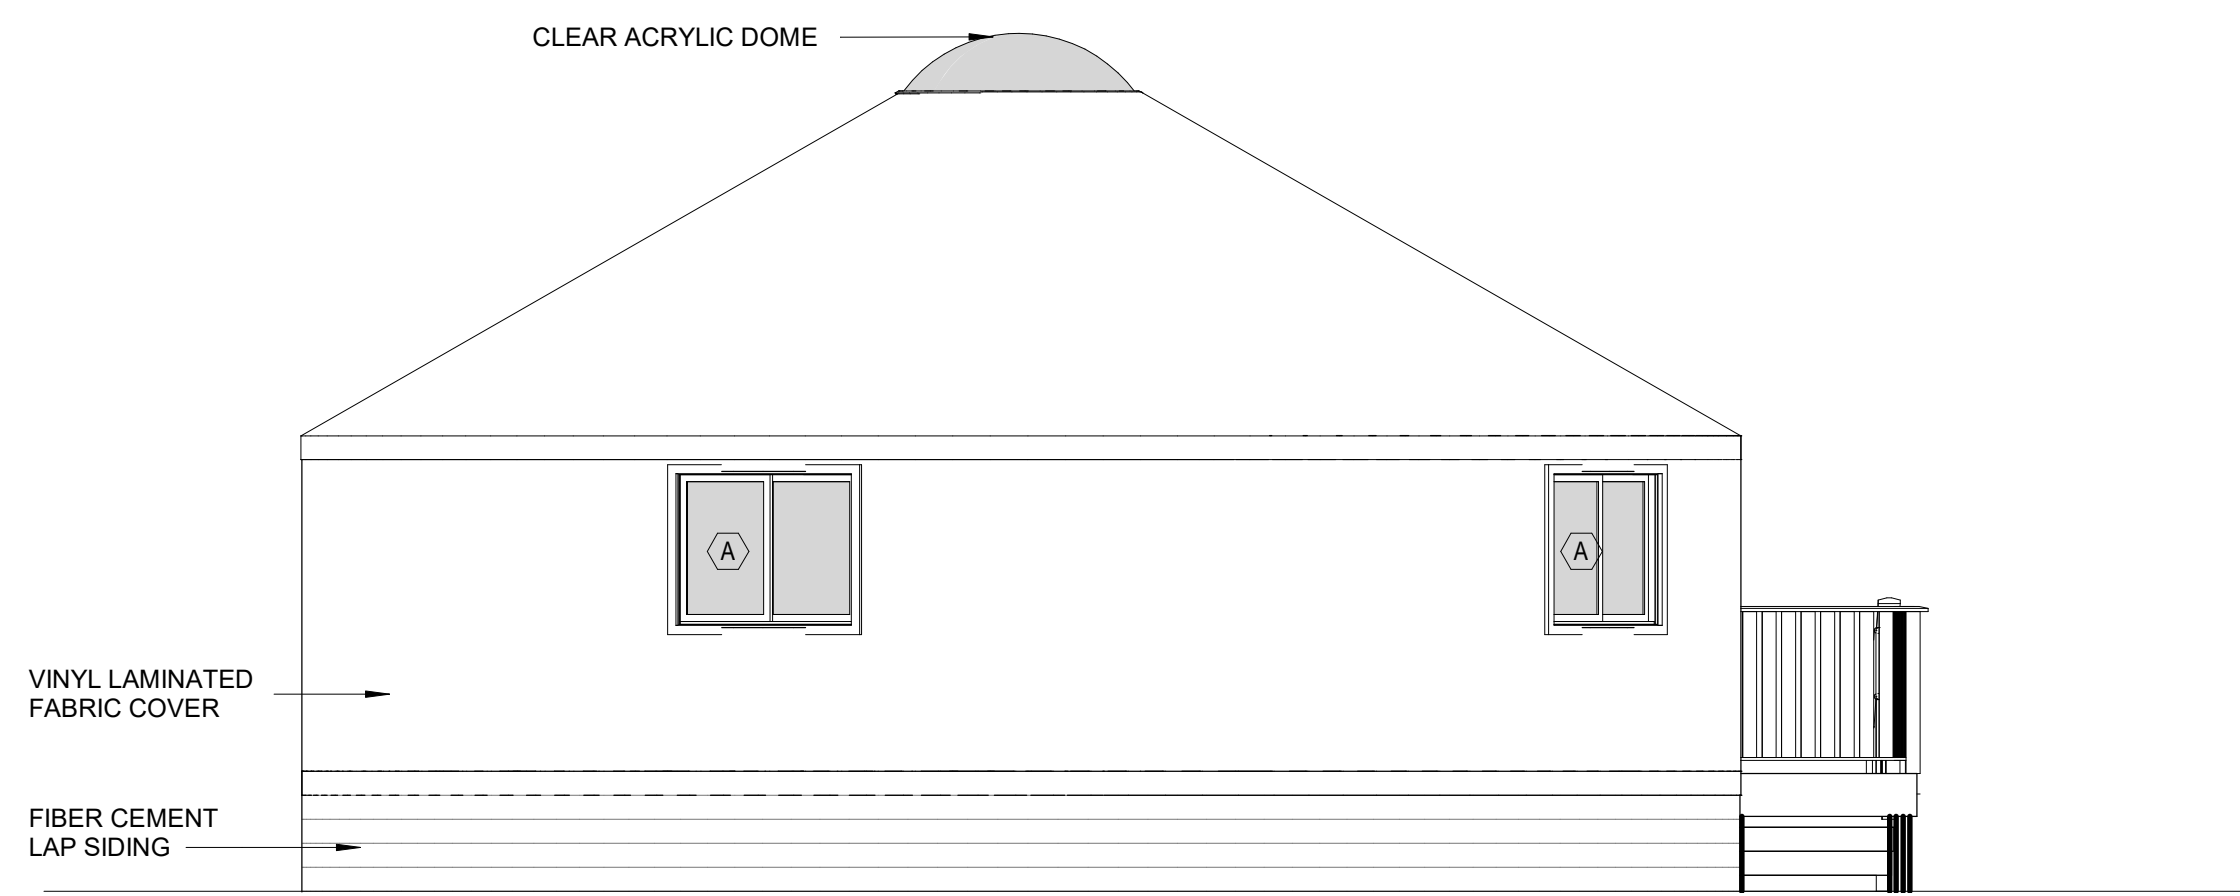 CLEAR ACRYLIC DOME
A
A
VINYL LAMINATED
FABRIC COVER
FIBER CEMENT
LAP SIDING